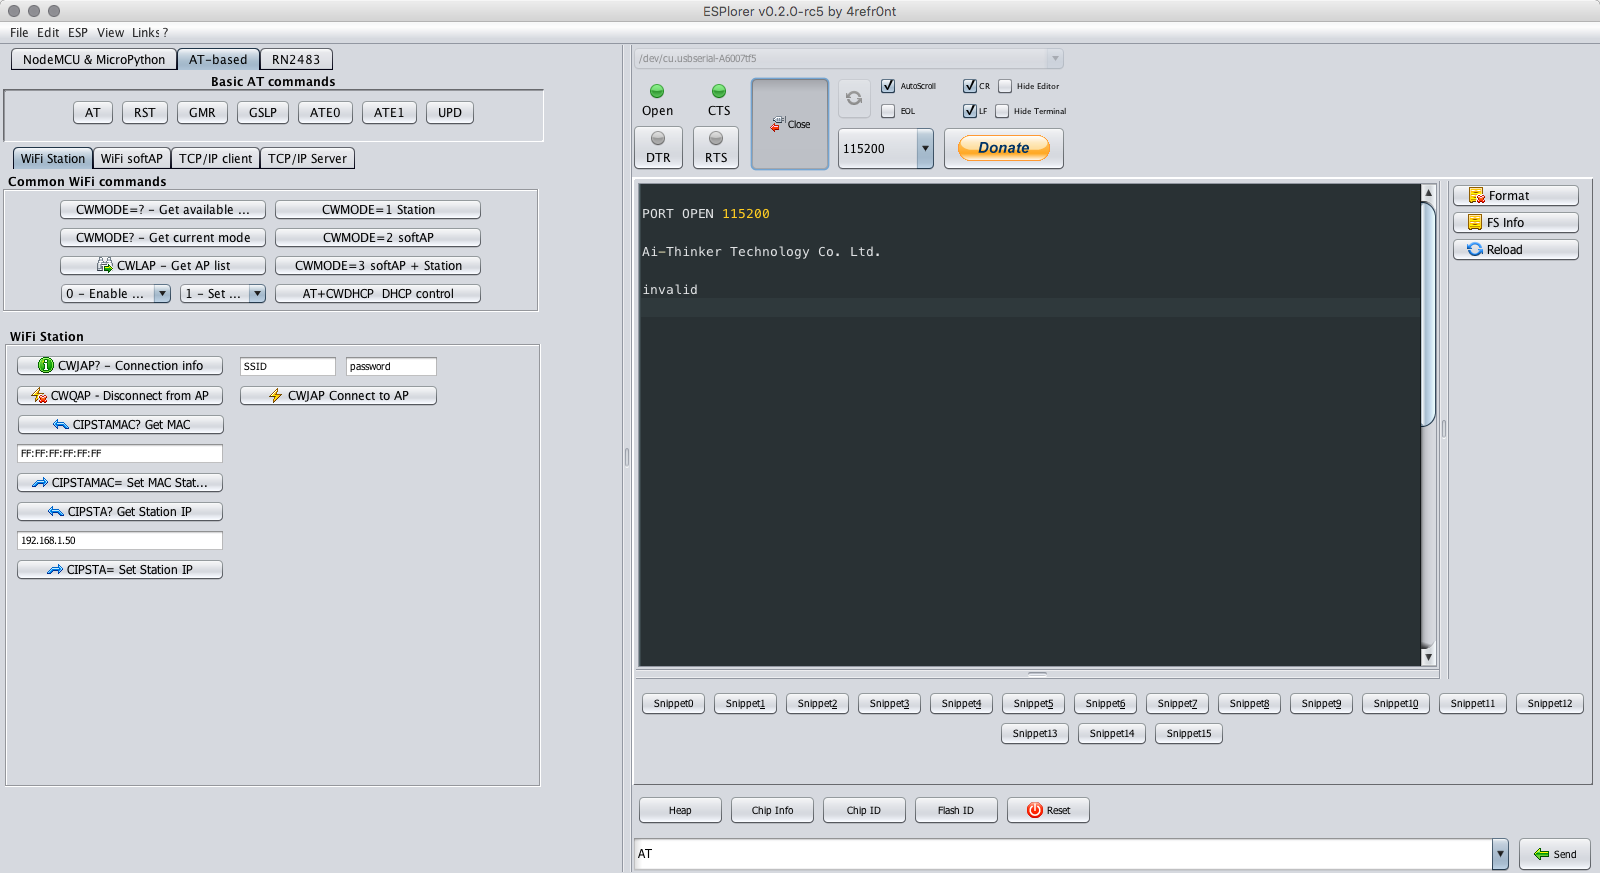 ESPlorer v0.2.0-rc5 by 4refr0nt
File Edit ESP View Links ?
NodeMCU & MicroPython AT-based RN2483
Basic AT commands
AT RST GMR GSLP ATE0 ATE1 UPD
WiFi Station WiFi softAP TCP/IP client TCP/IP Server
Common WiFi commands
CWMODE=? - Get available ... CWMODE=1 Station
CWMODE? - Get current mode CWMODE=2 softAP
CWLAP - Get AP list CWMODE=3 softAP + Station
0 - Enable ... 1 - Set ... AT+CWDHCP DHCP control
WiFi Station
CWJAP? - Connection info SSID password
CWQAP - Disconnect from AP CWJAP Connect to AP
CIPSTAMAC? Get MAC
FF:FF:FF:FF:FF:FF
CIPSTAMAC= Set MAC Stat...
CIPSTA? Get Station IP
192.168.1.50
CIPSTA= Set Station IP
/dev/cu.usbserial-A6007tf5
Open CTS Close AutoScroll CR Hide Editor
EOL LF Hide Terminal
DTR RTS 115200 Donate
PORT OPEN 115200
Ai-Thinker Technology Co. Ltd.
invalid
Format
FS Info
Reload
Snippet0 Snippet1 Snippet2 Snippet3 Snippet4 Snippet5 Snippet6 Snippet7 Snippet8 Snippet9 Snippet10 Snippet11 Snippet12
Snippet13 Snippet14 Snippet15
Heap Chip Info Chip ID Flash ID Reset
AT Send